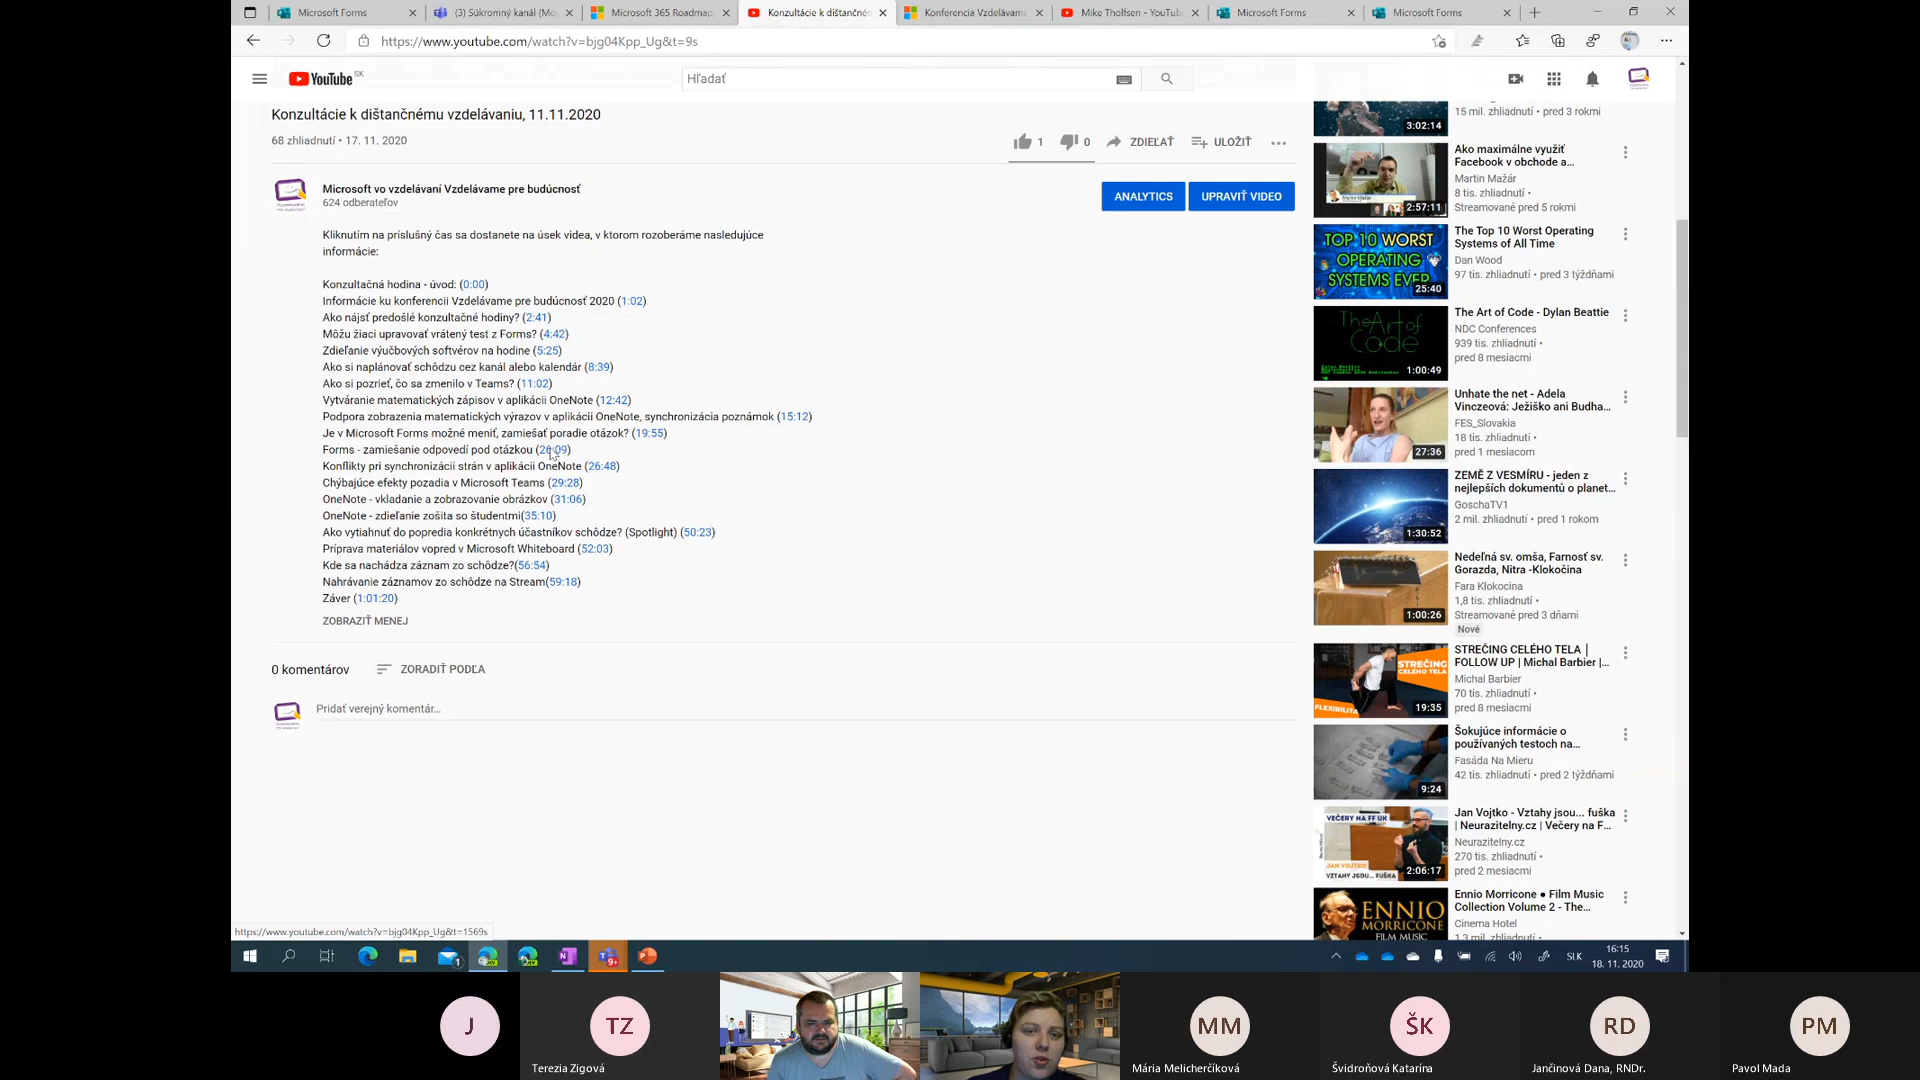 Microsoft Forms
(3) Súkromný kanál (Mo
Microsoft 365 Roadmap
Konzultácie k dištančné
Konferencia Vzdelávame
Mike Tholfsen - YouTub
Microsoft Forms
Microsoft Forms
https://www.youtube.com/watch?v=bjg04Kpp_Ug&t=9s
YouTube SK
Hľadať
Konzultácie k dištančnému vzdelávaniu, 11.11.2020
68 zhliadnutí • 17. 11. 2020
1
0
ZDIEĽAŤ
ULOŽIŤ
Microsoft vo vzdelávaní Vzdelávame pre budúcnosť
624 odberateľov
ANALYTICS
UPRAVIŤ VIDEO
Kliknutím na príslušný čas sa dostanete na úsek videa, v ktorom rozoberáme nasledujúce
informácie:
Konzultačná hodina - úvod: (0:00)
Informácie ku konferencii Vzdelávame pre budúcnosť 2020 (1:02)
Ako nájsť predošlé konzultačné hodiny? (2:41)
Môžu žiaci upravovať vrátený test z Forms? (4:42)
Zdieľanie výučbových softvérov na hodine (5:25)
Ako si naplánovať schôdzu cez kanál alebo kalendár (8:39)
Ako si pozrieť, čo sa zmenilo v Teams? (11:02)
Vytváranie matematických zápisov v aplikácii OneNote (12:42)
Podpora zobrazenia matematických výrazov v aplikácii OneNote, synchronizácia poznámok (15:12)
Je v Microsoft Forms možné meniť, zamiešať poradie otázok? (19:55)
Forms - zamiešanie odpovedí pod otázkou (26:09)
Konflikty pri synchronizácii strán v aplikácii OneNote (26:48)
Chýbajúce efekty pozadia v Microsoft Teams (29:28)
OneNote - vkladanie a zobrazovanie obrázkov (31:06)
OneNote - zdieľanie zošita so študentmi(35:10)
Ako vytiahnuť do popredia konkrétnych účastníkov schôdze? (Spotlight) (50:23)
Príprava materiálov vopred v Microsoft Whiteboard (52:03)
Kde sa nachádza záznam zo schôdze?(56:54)
Nahrávanie záznamov zo schôdze na Stream(59:18)
Záver (1:01:20)
ZOBRAZIŤ MENEJ
0 komentárov
ZORADIŤ PODĽA
Pridať verejný komentár...
15 mil. zhliadnutí • pred 3 rokmi
3:02:14
Ako maximálne využiť
Facebook v obchode a...
Martin Mažár
8 tis. zhliadnutí •
Streamované pred 5 rokmi
2:57:11
The Top 10 Worst Operating
Systems of All Time
Dan Wood
97 tis. zhliadnutí • pred 3 týždňami
TOP 10 WORST
OPERATING
SYSTEMS EVER
25:40
The Art of Code - Dylan Beattie
NDC Conferences
939 tis. zhliadnutí •
pred 8 mesiacmi
The Art of
Code
1:00:49
Unhate the net - Adela
Vinczeová: Ježiško ani Budha...
FES_Slovakia
18 tis. zhliadnutí •
pred 1 mesiacom
27:36
ZEMĚ Z VESMÍRU - jeden z
nejlepších dokumentů o planet...
GoschaTV1
2 mil. zhliadnutí • pred 1 rokom
1:30:52
Nedeľná sv. omša, Farnosť sv.
Gorazda, Nitra -Klokočina
Fara Klokocina
1,8 tis. zhliadnutí •
Streamované pred 3 dňami
Nové
1:00:26
STREČING CELÉHO TELA |
FOLLOW UP | Michal Barbier |...
Michal Barbier
70 tis. zhliadnutí •
pred 8 mesiacmi
STREČING
CELÉHO TELA
FLEXIBILITA
19:35
Šokujúce informácie o
používaných testoch na...
Fasáda Na Mieru
42 tis. zhliadnutí • pred 2 týždňami
9:24
Jan Vojtko - Vztahy jsou... fuška
| Neurazitelny.cz | Večery na F...
Neurazitelny.cz
270 tis. zhliadnutí •
pred 2 mesiacmi
VEČERY NA FF UK
JAN VOJTKO
VZTAHY JSOU... FUŠKA
2:06:17
Ennio Morricone ● Film Music
Collection Volume 2 - The...
Cinema Hotel
1,3 mil. zhliadnutí •
ENNIO
MORRICONE
FILM MUSIC
https://www.youtube.com/watch?v=bjg04Kpp_Ug&t=1569s
SLK
16:15
18. 11. 2020
J
TZ
Terezia Zigová
MM
Mária Melicherčíková
ŠK
Švidroňová Katarína
RD
Jančinová Dana, RNDr.
PM
Pavol Mada